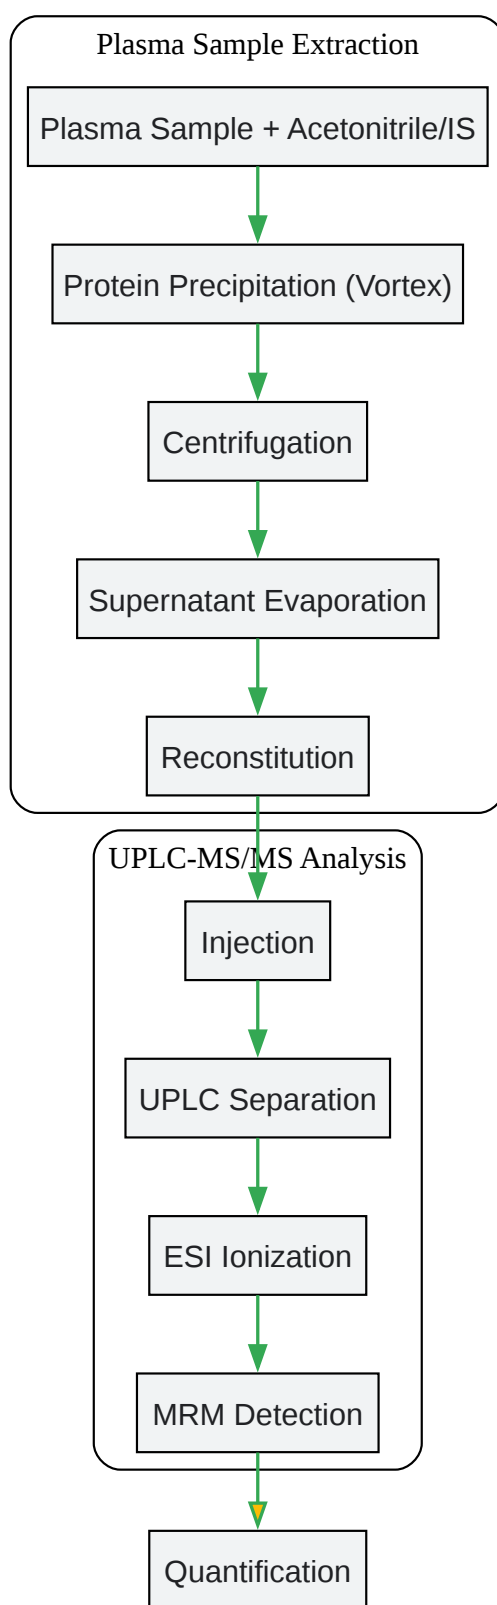 Plasma Sample Extraction
Plasma Sample + Acetonitrile/IS
Protein Precipitation (Vortex)
Centrifugation
Supernatant Evaporation
Reconstitution
UPLC-MS/MS Analysis
Injection
UPLC Separation
ESI Ionization
MRM Detection
Quantification